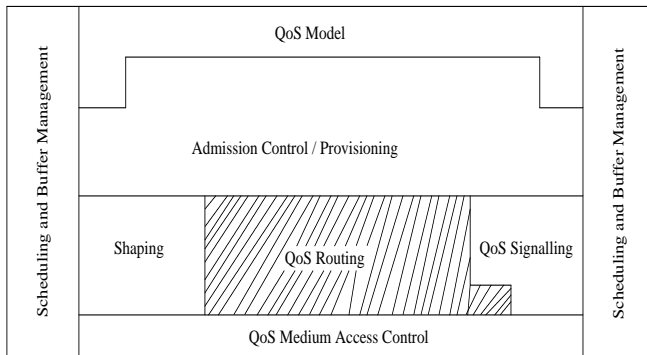 QoS Model
Scheduling and Buffer Management
Admission Control / Provisioning
Shaping
QoS Routing
QoS Signalling
QoS Medium Access Control
Scheduling and Buffer Management